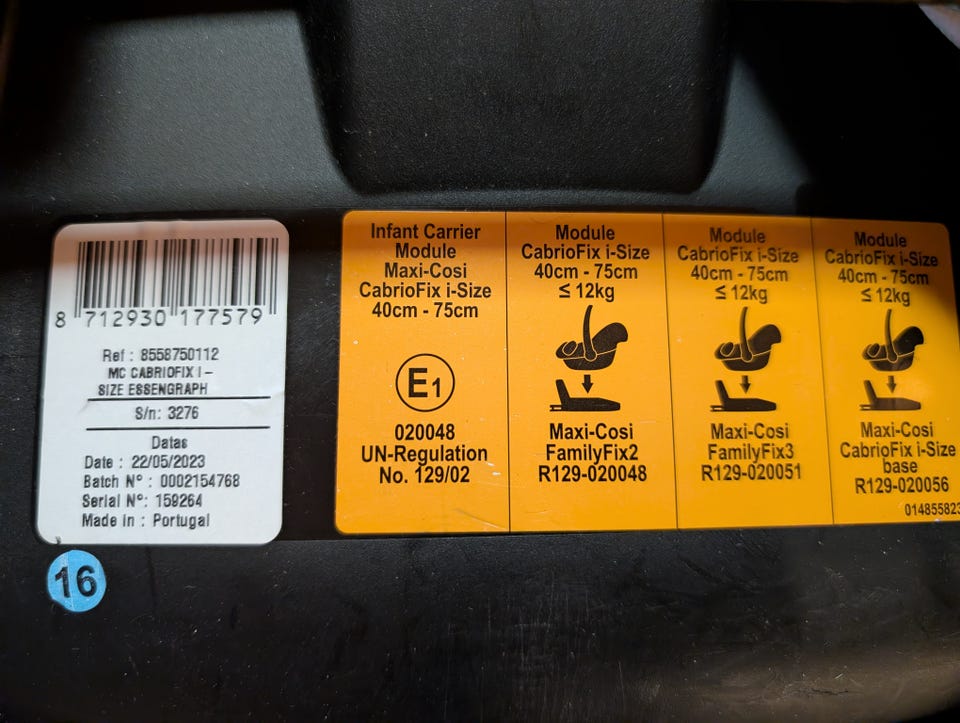 8 712930 177579
Ref : 8558750112
MC CABRIOFIX I-
SIZE ESSENGRAPH
S/n: 3276
Datas
Date : 22/05/2023
Batch N° : 0002154768
Serial N°: 159264
Made in : Portugal
16
Infant Carrier
Module
Maxi-Cosi
CabrioFix i-Size
40cm - 75cm
E1
020048
UN-Regulation
No. 129/02
Module
CabrioFix i-Size
40cm - 75cm
≤ 12kg
Maxi-Cosi
FamilyFix2
R129-020048
Module
CabrioFix i-Size
40cm - 75cm
≤ 12kg
Maxi-Cosi
FamilyFix3
R129-020051
Module
CabrioFix i-Size
40cm - 75cm
≤ 12kg
Maxi-Cosi
CabrioFix i-Size
base
R129-020056
014855823